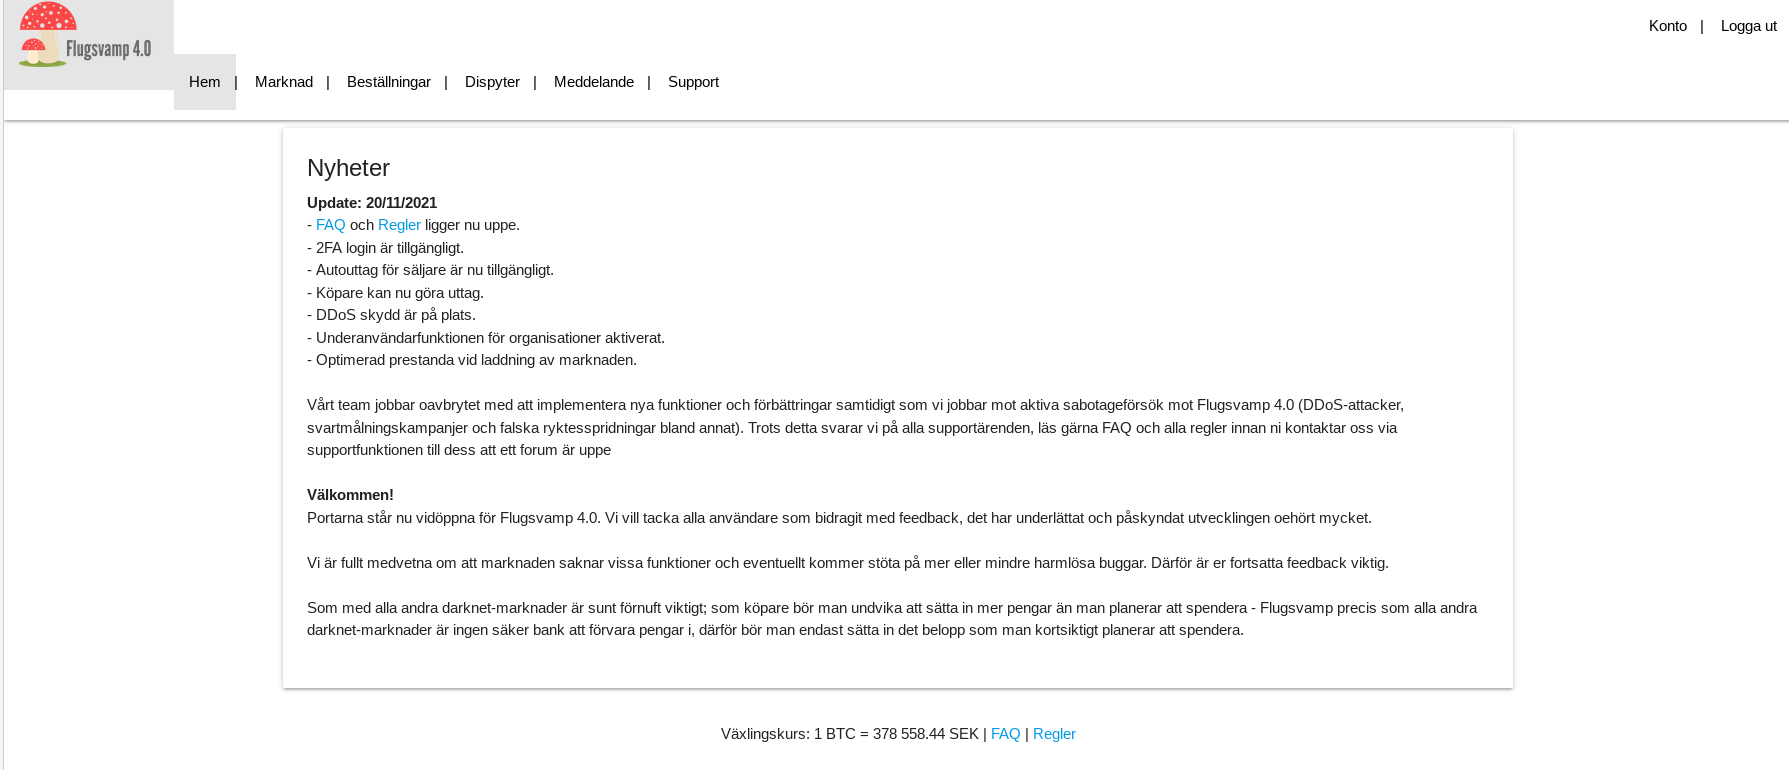 Flugsvamp 4.0
Konto | Logga ut
Hem | Marknad | Beställningar | Dispyter | Meddelande | Support
Nyheter
Update: 20/11/2021
- FAQ och Regler ligger nu uppe.
- 2FA login är tillgängligt.
- Autouttag för säljare är nu tillgängligt.
- Köpare kan nu göra uttag.
- DDoS skydd är på plats.
- Underanvändarfunktionen för organisationer aktiverat.
- Optimerad prestanda vid laddning av marknaden.
Vårt team jobbar oavbrytet med att implementera nya funktioner och förbättringar samtidigt som vi jobbar mot aktiva sabotageförsök mot Flugsvamp 4.0 (DDoS-attacker,
svartmålningskampanjer och falska ryktesspridningar bland annat). Trots detta svarar vi på alla supportärenden, läs gärna FAQ och alla regler innan ni kontaktar oss via
supportfunktionen till dess att ett forum är uppe
Välkommen!
Portarna står nu vidöppna för Flugsvamp 4.0. Vi vill tacka alla användare som bidragit med feedback, det har underlättat och påskyndat utvecklingen oehört mycket.
Vi är fullt medvetna om att marknaden saknar vissa funktioner och eventuellt kommer stöta på mer eller mindre harmlösa buggar. Därför är er fortsatta feedback viktig.
Som med alla andra darknet-marknader är sunt förnuft viktigt; som köpare bör man undvika att sätta in mer pengar än man planerar att spendera - Flugsvamp precis som alla andra
darknet-marknader är ingen säker bank att förvara pengar i, därför bör man endast sätta in det belopp som man kortsiktigt planerar att spendera.
Växlingskurs: 1 BTC = 378 558.44 SEK | FAQ | Regler